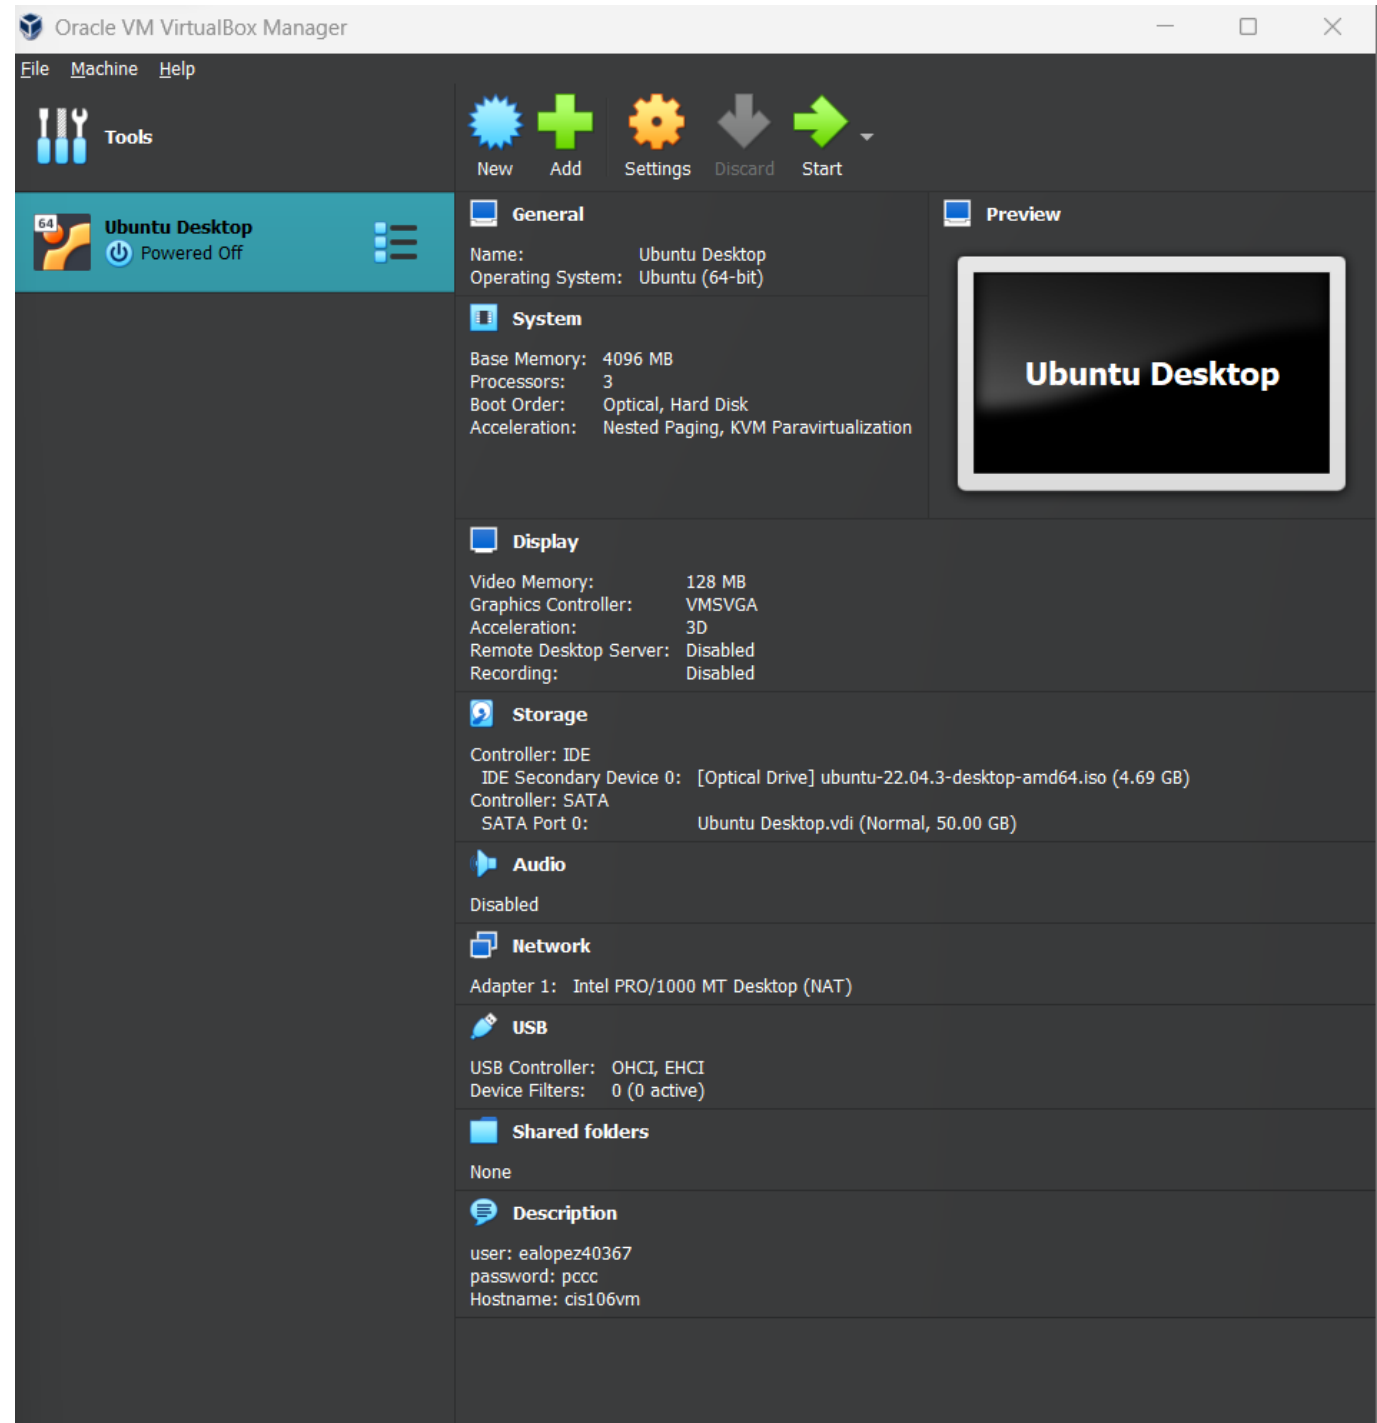 Oracle VM VirtualBox Manager
File Machine Help
Tools
New Add Settings Discard Start
64
Ubuntu Desktop
Powered Off
General
Name: Ubuntu Desktop
Operating System: Ubuntu (64-bit)
Preview
Ubuntu Desktop
System
Base Memory: 4096 MB
Processors: 3
Boot Order: Optical, Hard Disk
Acceleration: Nested Paging, KVM Paravirtualization
Display
Video Memory: 128 MB
Graphics Controller: VMSVGA
Acceleration: 3D
Remote Desktop Server: Disabled
Recording: Disabled
Storage
Controller: IDE
IDE Secondary Device 0: [Optical Drive] ubuntu-22.04.3-desktop-amd64.iso (4.69 GB)
Controller: SATA
SATA Port 0: Ubuntu Desktop.vdi (Normal, 50.00 GB)
Audio
Disabled
Network
Adapter 1: Intel PRO/1000 MT Desktop (NAT)
USB
USB Controller: OHCI, EHCI
Device Filters: 0 (0 active)
Shared folders
None
Description
user: ealopez40367
password: pccc
Hostname: cis106vm